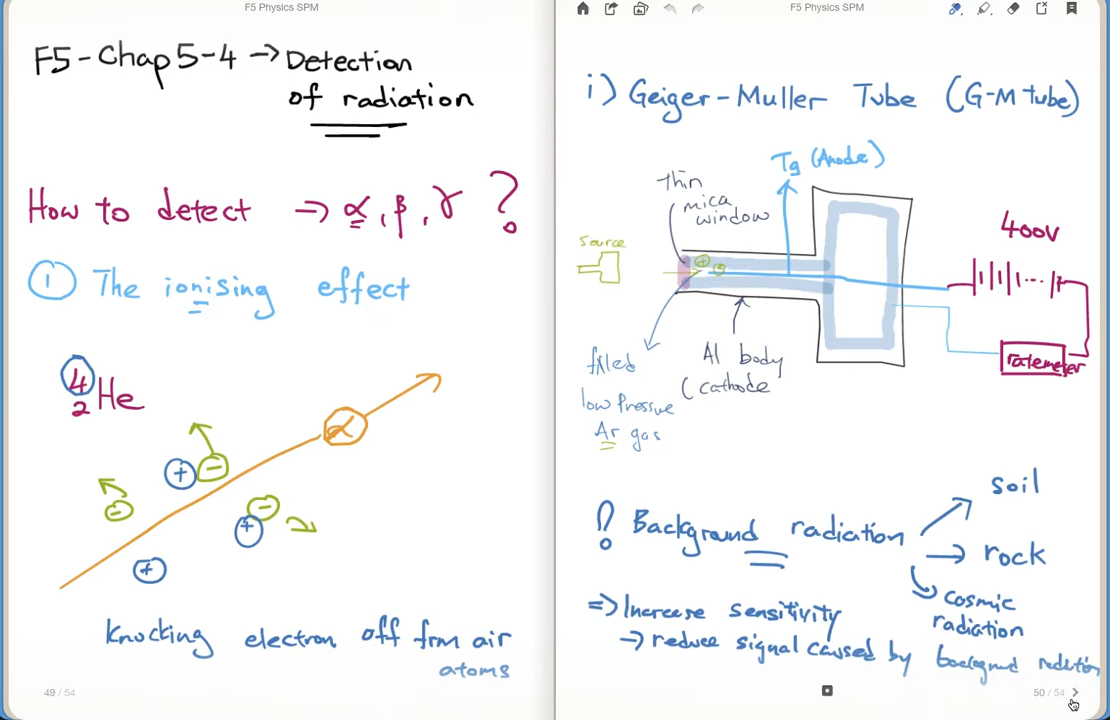 F5 Physics SPM
F5-Chap 5-4 → Detection
of radiation
How to detect → α, β, γ ?
① The ionising effect
4
2 He
α
+ -
-
-
+
+
Knocking electron off frm air
atoms
49 / 54
F5 Physics SPM
i) Geiger-Muller Tube (G-M tube)
Tg (Anode)
thin
mica
window
source
+
-
400V
ratemeter
filled
low Pressure
Ar gas
Al body
(cathode
! Background radiation
→ soil
→ rock
cosmic
radiation
⇒ Increase sensitivity
→ reduce signal caused by background radiation
50 / 54